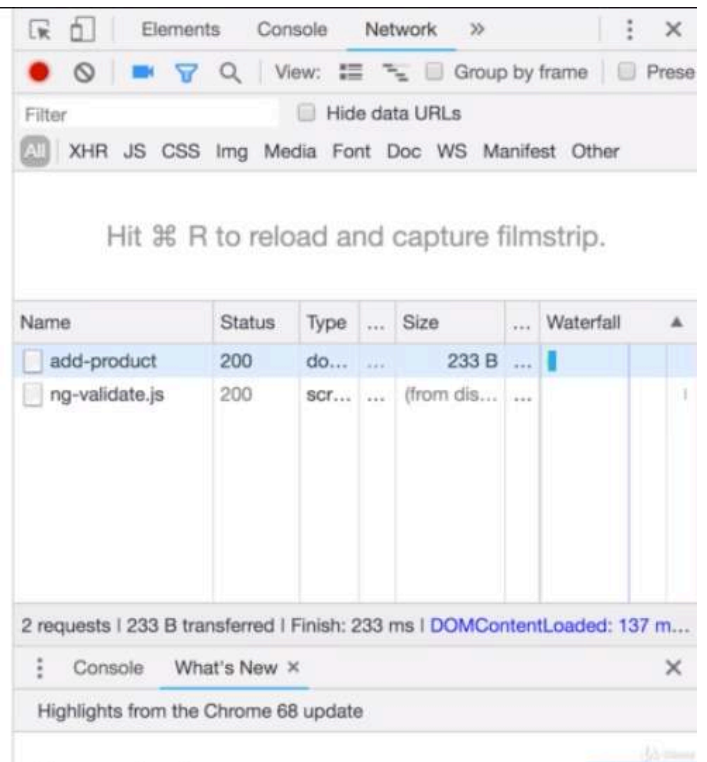 Elements Console Network »
View: Group by frame Prese
Filter Hide data URLs
All XHR JS CSS Img Media Font Doc WS Manifest Other
Hit ⌘ R to reload and capture filmstrip.
Name Status Type ... Size ... Waterfall ▲
add-product 200 do... ... 233 B ...
ng-validate.js 200 scr... ... (from dis... ...
2 requests | 233 B transferred | Finish: 233 ms | DOMContentLoaded: 137 m...
Console What's New ×
Highlights from the Chrome 68 update